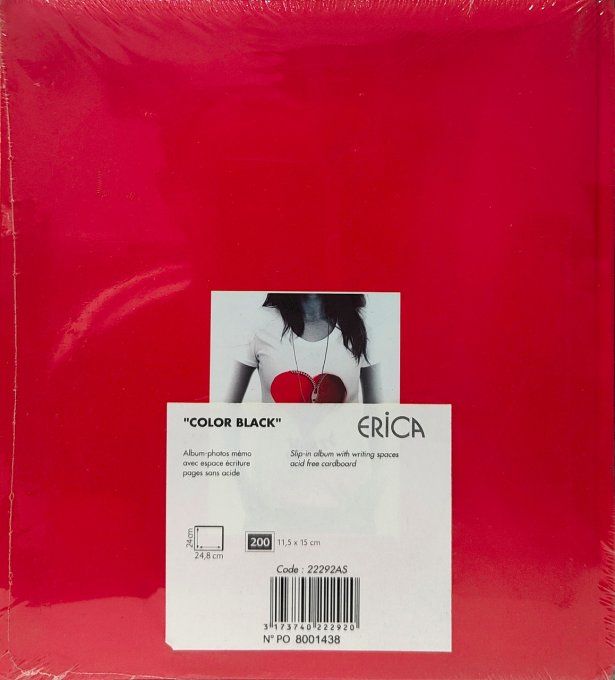 "COLOR BLACK"
ERiCA
Album-photos mémo
avec espace écriture
pages sans acide
Slip-in album with writing spaces
acid free cardboard
24cm
24,8 cm
200
11,5 x 15 cm
Code : 22292AS
3 173740 222920
N° PO 8001438